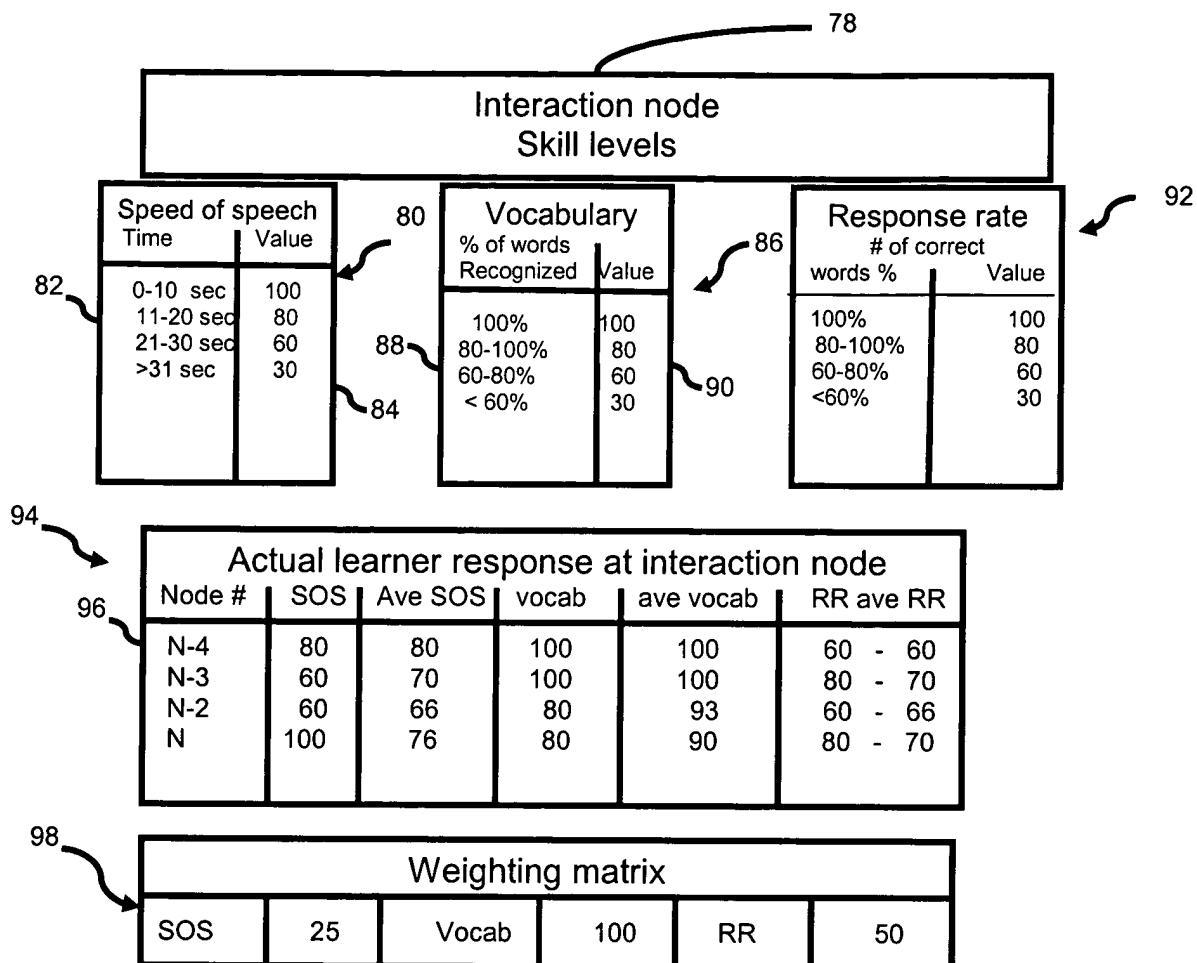 78
Interaction node
Skill levels
Speed of speech
Time Value
0-10 sec 100
11-20 sec 80
21-30 sec 60
>31 sec 30
80
82
84
Vocabulary
% of words
Recognized Value
100% 100
80-100% 80
60-80% 60
< 60% 30
86
88
90
Response rate
# of correct
words % Value
100% 100
80-100% 80
60-80% 60
<60% 30
92
94
96
Actual learner response at interaction node
Node # SOS Ave SOS vocab ave vocab RR ave RR
N-4 80 80 100 100 60 - 60
N-3 60 70 100 100 80 - 70
N-2 60 66 80 93 60 - 66
N 100 76 80 90 80 - 70
98
Weighting matrix
SOS 25 Vocab 100 RR 50